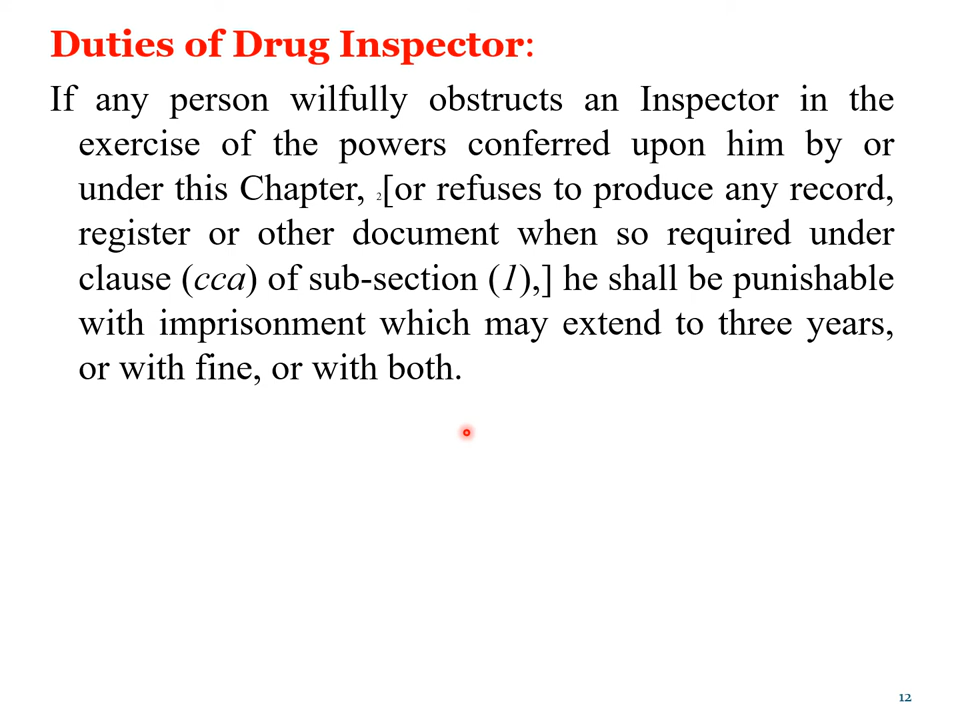 Duties of Drug Inspector:
If any person wilfully obstructs an Inspector in the
exercise of the powers conferred upon him by or
under this Chapter, 2[or refuses to produce any record,
register or other document when so required under
clause (cca) of sub-section (1),] he shall be punishable
with imprisonment which may extend to three years,
or with fine, or with both.
12